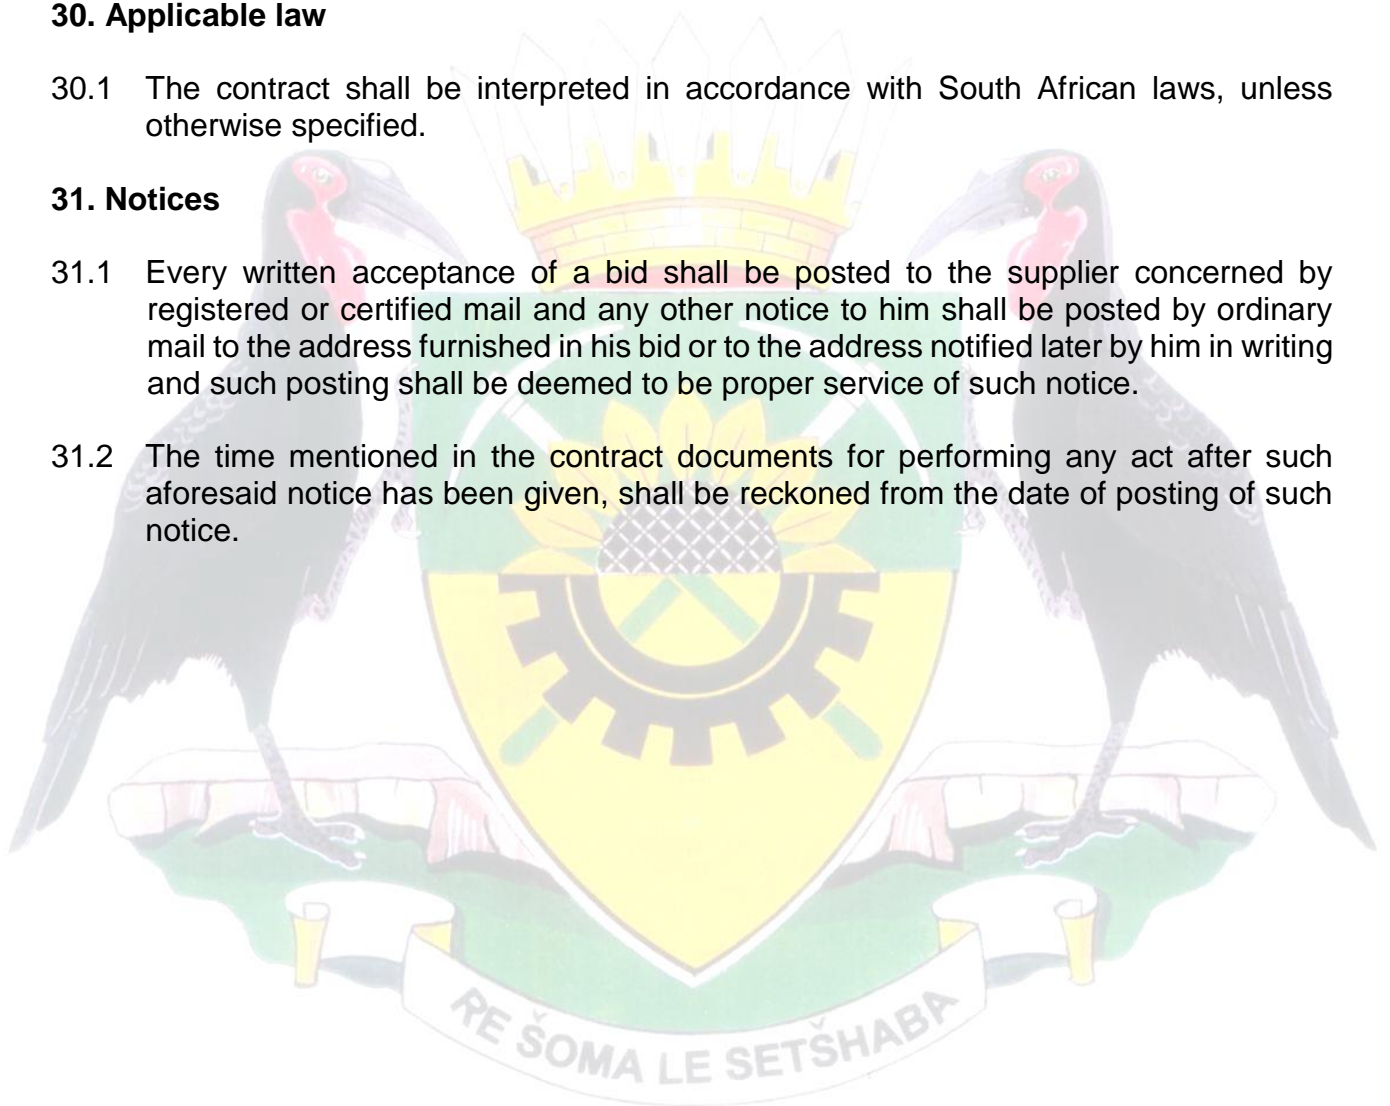 30. Applicable law
30.1 The contract shall be interpreted in accordance with South African laws, unless
otherwise specified.
31. Notices
31.1 Every written acceptance of a bid shall be posted to the supplier concerned by
registered or certified mail and any other notice to him shall be posted by ordinary
mail to the address furnished in his bid or to the address notified later by him in writing
and such posting shall be deemed to be proper service of such notice.
31.2 The time mentioned in the contract documents for performing any act after such
aforesaid notice has been given, shall be reckoned from the date of posting of such
notice.
RE ŠOMA LE SETŠHABA